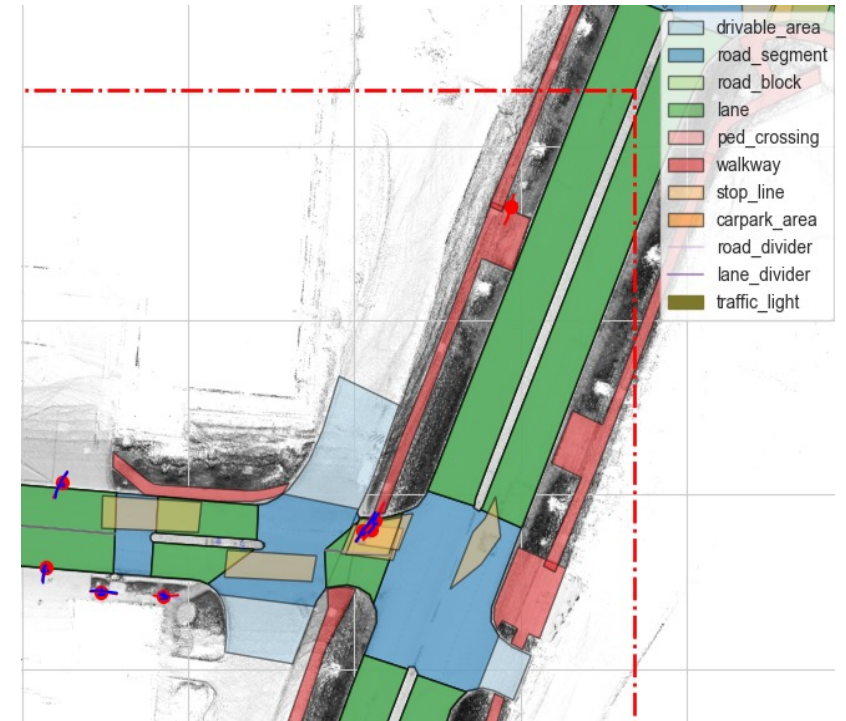 drivable_area
road_segment
road_block
lane
ped_crossing
walkway
stop_line
carpark_area
road_divider
lane_divider
traffic_light